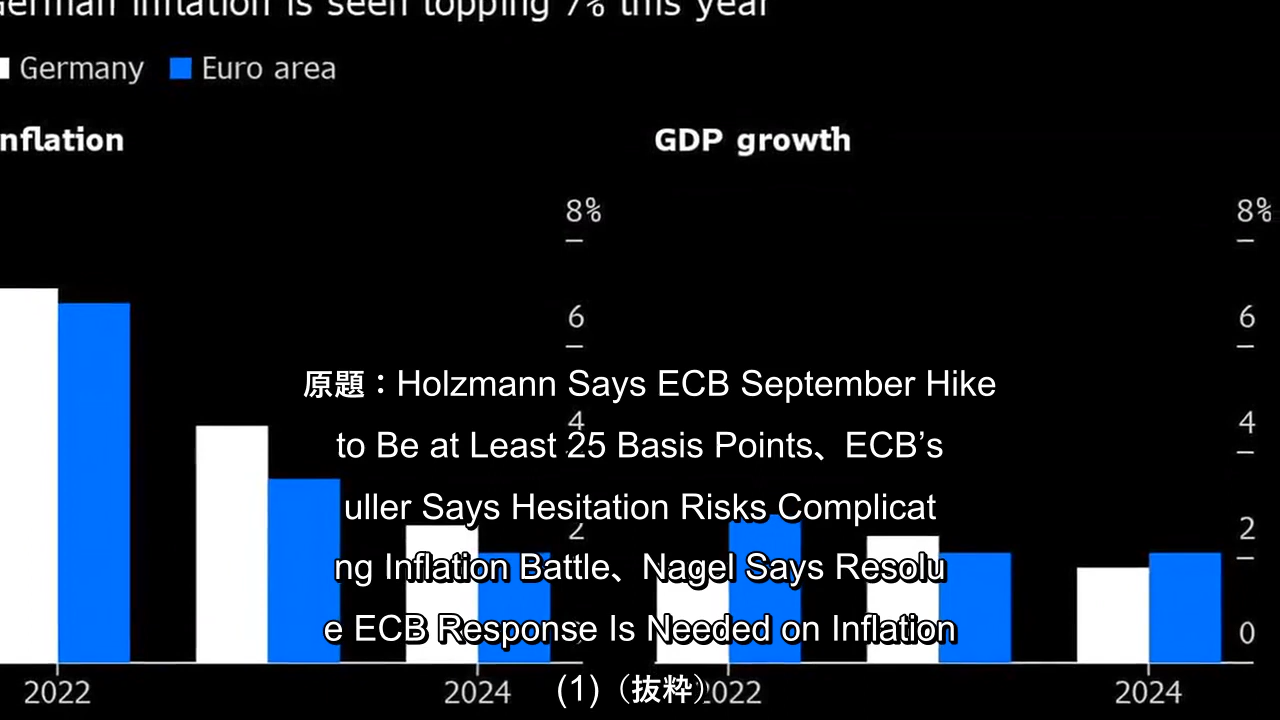 German inflation is seen topping 7% this year
Germany Euro area
nflation
GDP growth
8%
8%
6
6
4
4
2
2
0
2022
2024
2022
2024
原題：Holzmann Says ECB September Hike
to Be at Least 25 Basis Points、ECB’s
uller Says Hesitation Risks Complicat
ng Inflation Battle、Nagel Says Resolu
e ECB Response Is Needed on Inflation
(1)（抜粋）